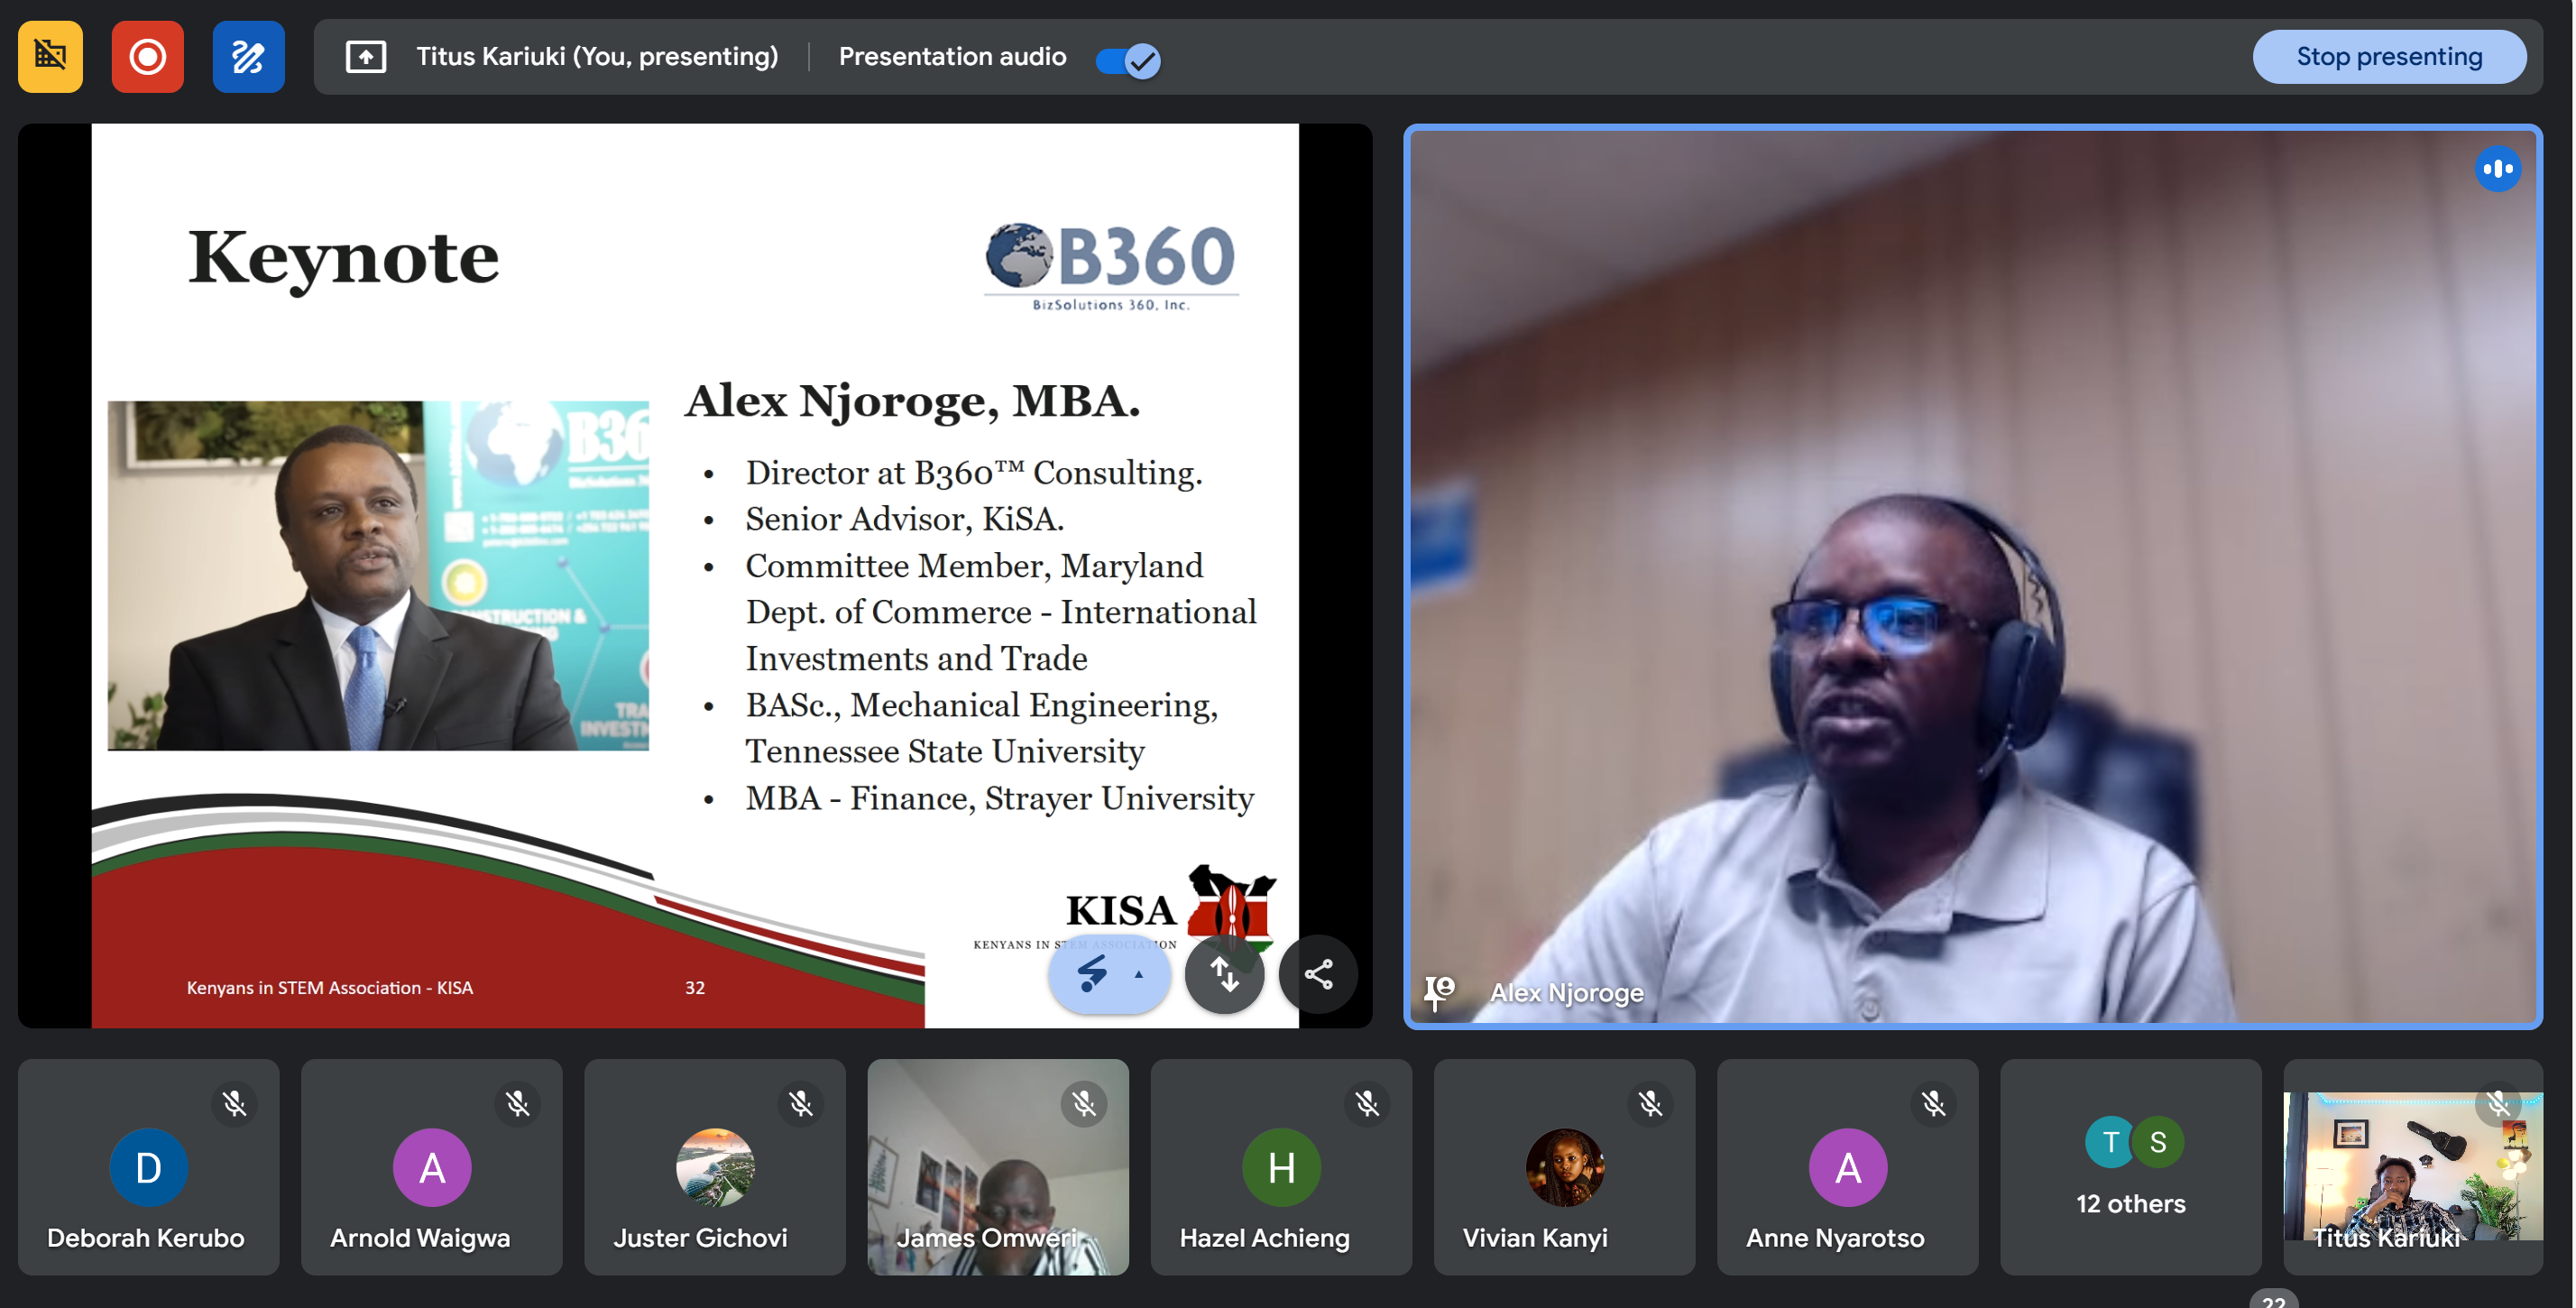 Titus Kariuki (You, presenting)
Presentation audio
Stop presenting
Keynote
B360
BizSolutions 360, Inc.
Alex Njoroge, MBA.
• Director at B360™ Consulting.
• Senior Advisor, KiSA.
• Committee Member, Maryland
Dept. of Commerce - International
Investments and Trade
• BASc., Mechanical Engineering,
Tennessee State University
• MBA - Finance, Strayer University
KISA
KENYANS IN STEM ASSOCIATION
Kenyans in STEM Association - KISA
32
Alex Njoroge
D
Deborah Kerubo
A
Arnold Waigwa
Juster Gichovi
James Omweri
H
Hazel Achieng
Vivian Kanyi
A
Anne Nyarotso
T
S
12 others
Titus Kariuki
22